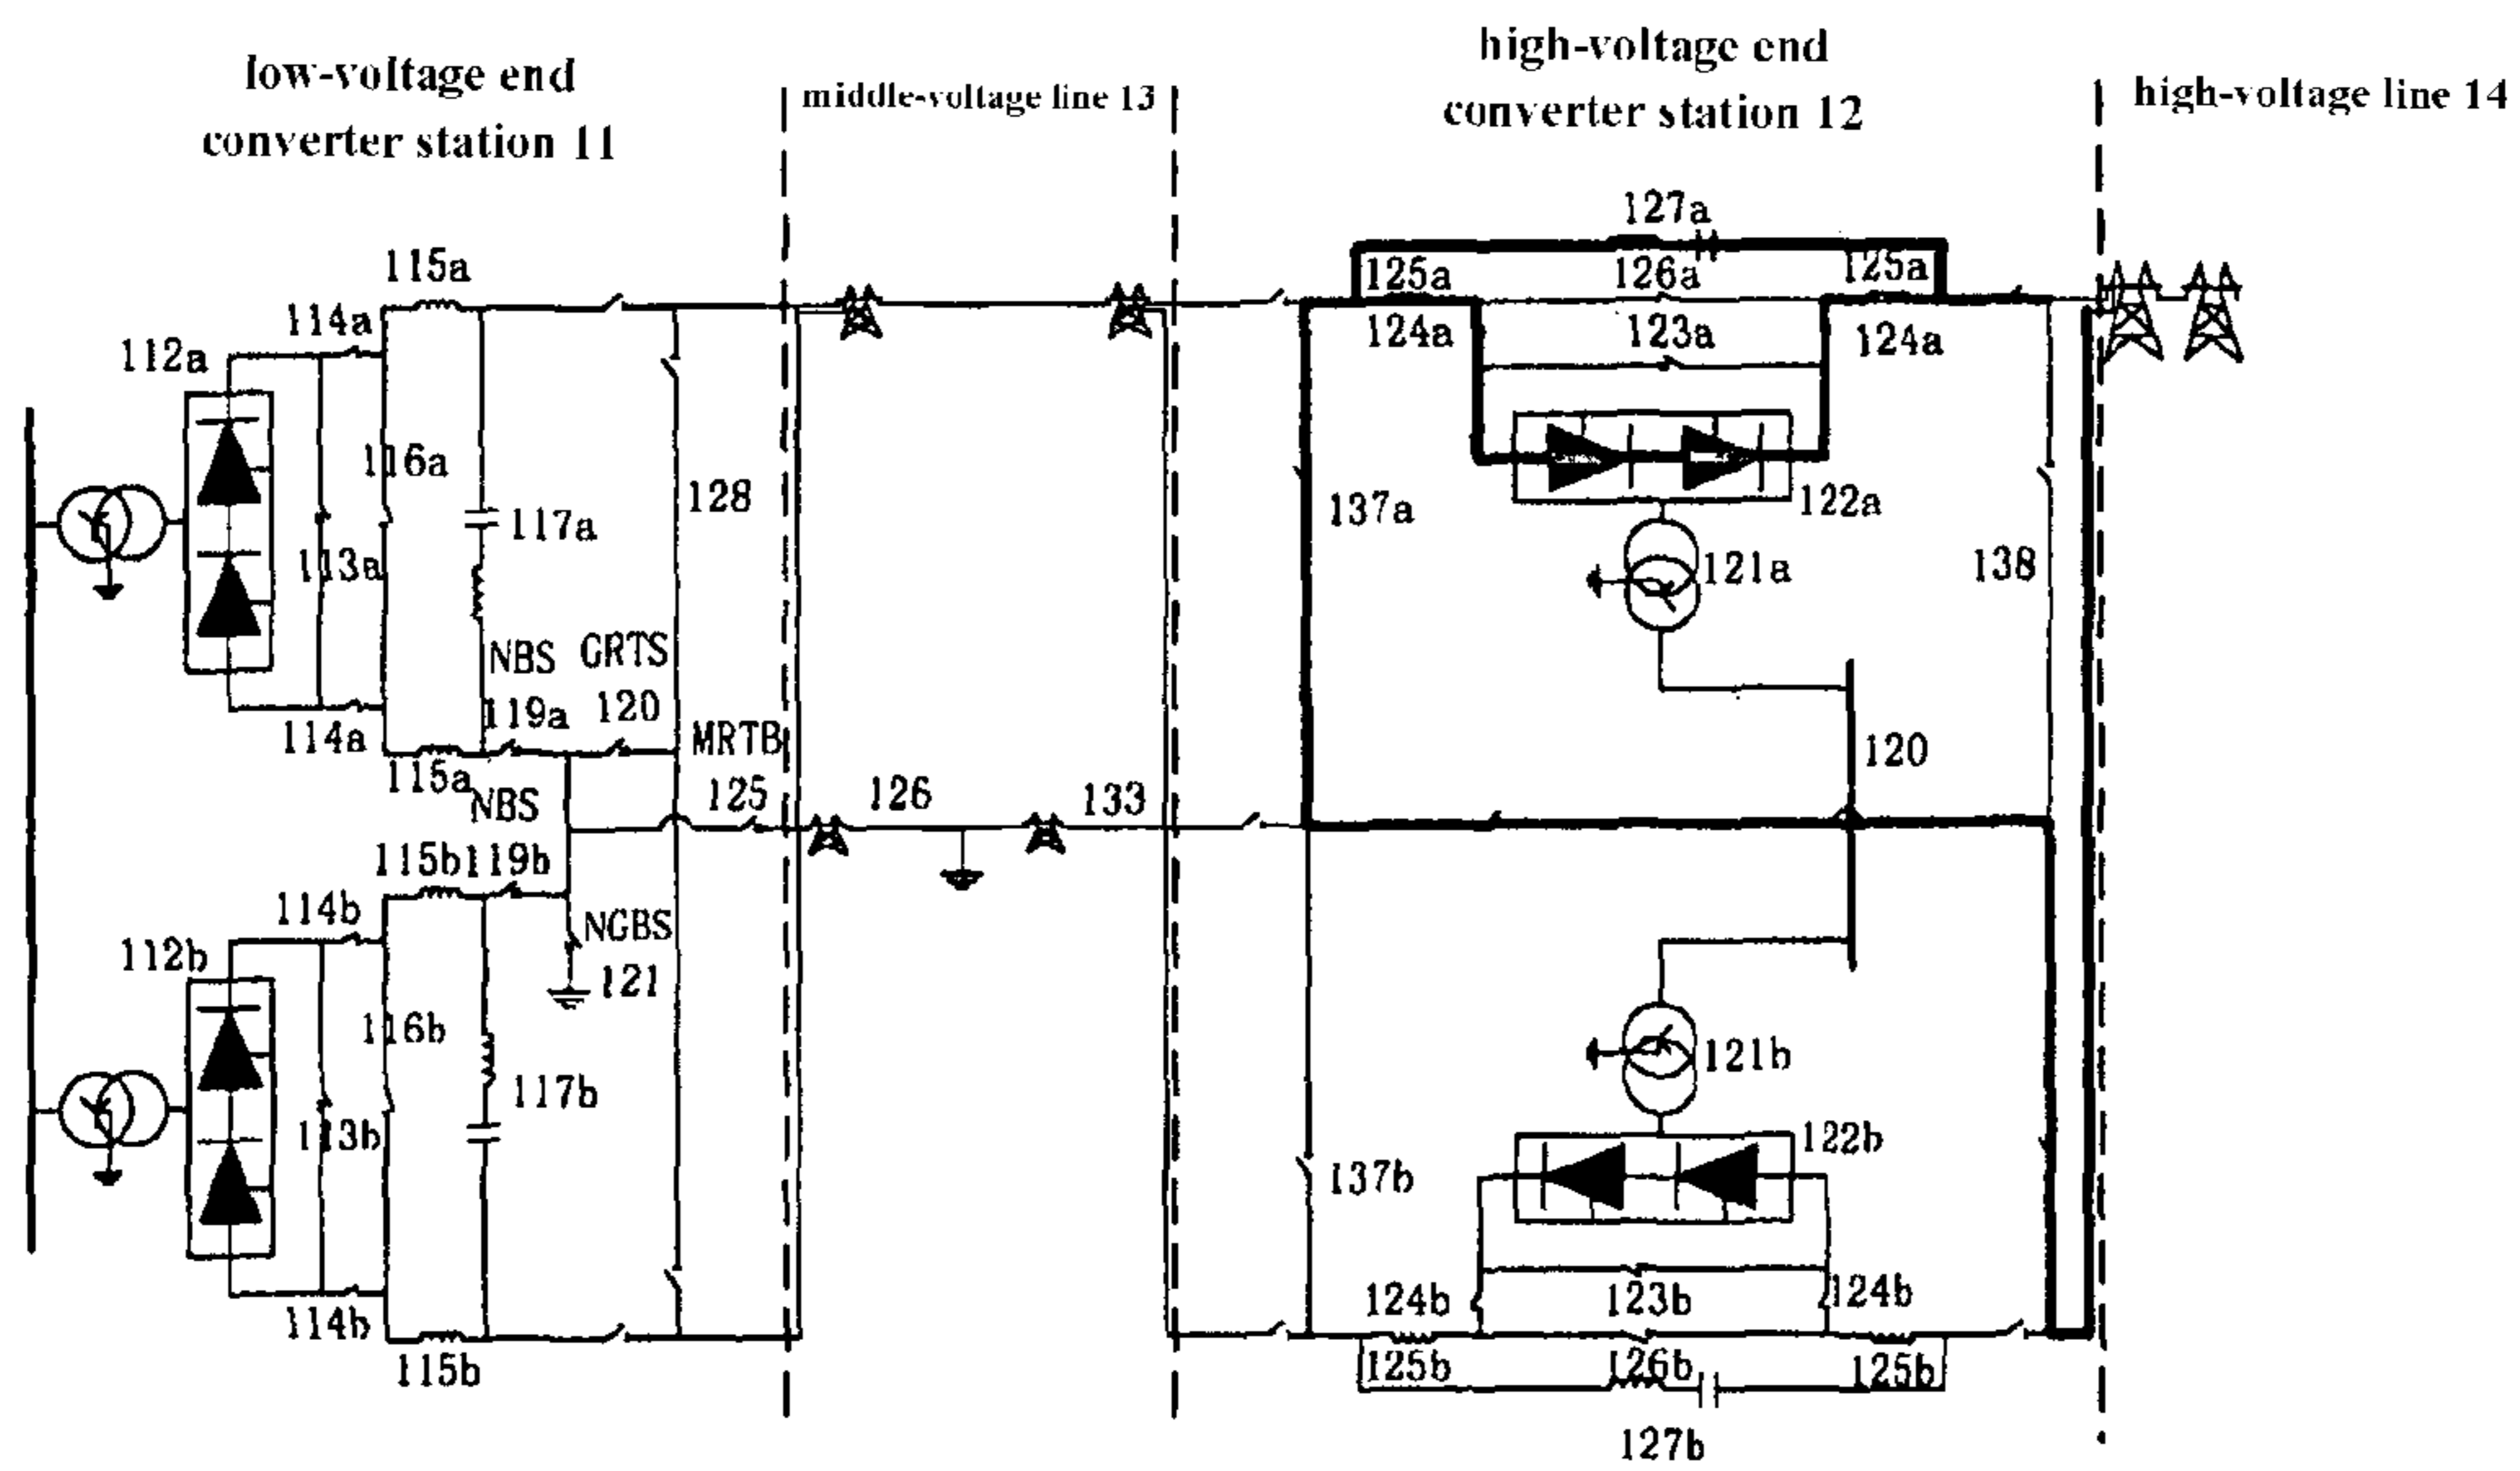 low-voltage end
converter station 11
middle-voltage line 13
high-voltage end
converter station 12
high-voltage line 14
127a
115a
125a
126a
125a
114a
124a
123a
124a
112a
116a
128
137a
122a
117a
113a
121a
138
NBS
GRTS
119a
120
114a
MRTB
120
115a
NBS
125
126
133
115b
119b
114b
NGBS
112b
121
116b
121b
117b
113b
122b
137b
124b
123b
124b
114b
115b
125b
126b
125b
127b